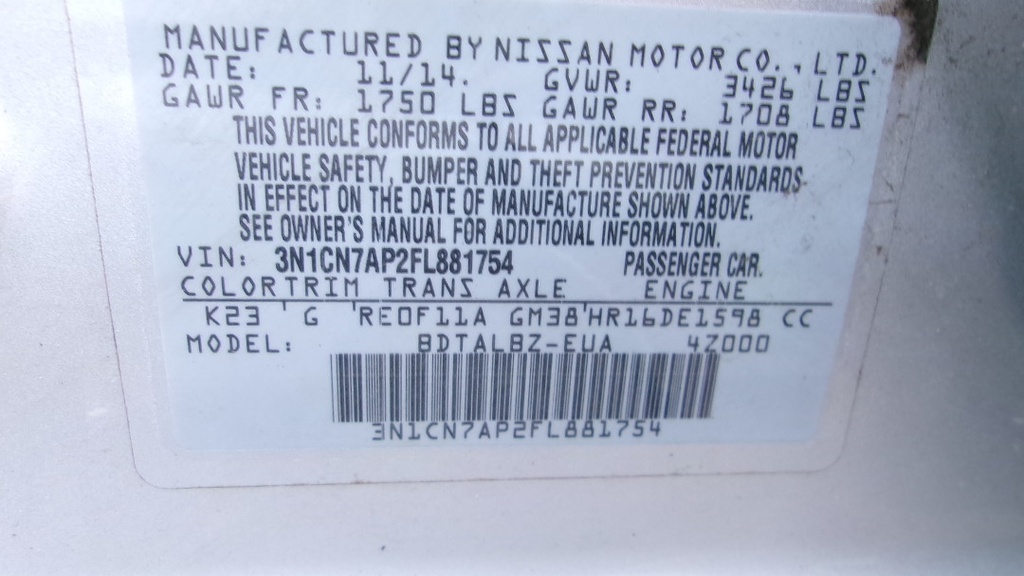 MANUFACTURED BY NISSAN MOTOR CO., LTD.
DATE: 11/14. GVWR: 3426 LBS
GAWR FR: 1750 LBS GAWR RR: 1708 LBS
THIS VEHICLE CONFORMS TO ALL APPLICABLE FEDERAL MOTOR
VEHICLE SAFETY, BUMPER AND THEFT PREVENTION STANDARDS
IN EFFECT ON THE DATE OF MANUFACTURE SHOWN ABOVE.
SEE OWNER'S MANUAL FOR ADDITIONAL INFORMATION.
VIN: 3N1CN7AP2FL881754 PASSENGER CAR.
COLORTRIM TRANS AXLE ENGINE
K23 ' G 'RE0F11A GM38'HR16DE1598 CC
MODEL: BDTALBZ-EUA 4Z000
3N1CN7AP2FL881754